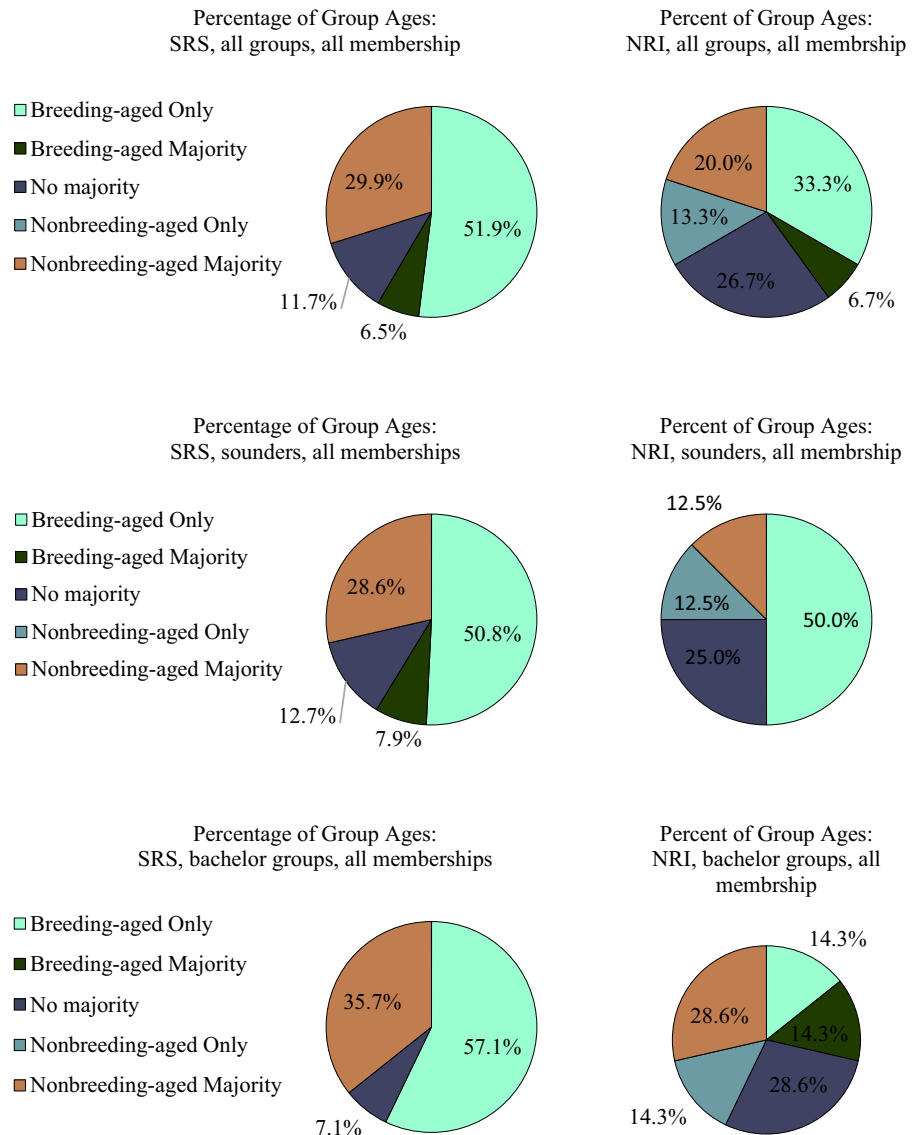 Percentage of Group Ages:
SRS, all groups, all membership
Breeding-aged Only
Breeding-aged Majority
No majority
Nonbreeding-aged Only
Nonbreeding-aged Majority
29.9%
51.9%
11.7%
6.5%
Percent of Group Ages:
NRI, all groups, all membrship
20.0%
33.3%
13.3%
26.7%
6.7%
Percentage of Group Ages:
SRS, sounders, all memberships
Breeding-aged Only
Breeding-aged Majority
No majority
Nonbreeding-aged Only
Nonbreeding-aged Majority
28.6%
50.8%
12.7%
7.9%
Percent of Group Ages:
NRI, sounders, all membrship
12.5%
12.5%
50.0%
25.0%
Percentage of Group Ages:
SRS, bachelor groups, all memberships
Breeding-aged Only
Breeding-aged Majority
No majority
Nonbreeding-aged Only
Nonbreeding-aged Majority
35.7%
57.1%
7.1%
Percent of Group Ages:
NRI, bachelor groups, all
membrship
14.3%
28.6%
14.3%
28.6%
14.3%